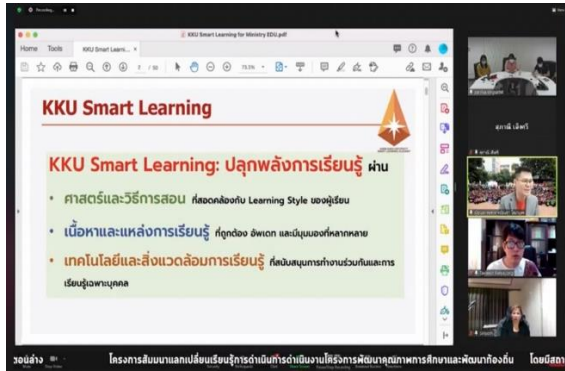 Recording...
KKU Smart Learning for Ministry EDU.pdf
Home Tools KKU Smart Learni... ×
75.5%
KKU Smart Learning
KKU Smart Learning: ปลุกพลังการเรียนรู้ ผ่าน
• ศาสตร์และวิธีการสอน ที่สอดคล้องกับ Learning Style ของผู้เรียน
• เนื้อหาและแหล่งการเรียนรู้ ที่ถูกต้อง อัพเดท และมีมุมมองที่หลากหลาย
• เทคโนโลยีและสิ่งแวดล้อมการเรียนรู้ ที่สนับสนุนการทำงานร่วมกันและการ
เรียนรู้เฉพาะบุคคล
โครงการสัมมนาแลกเปลี่ยนเรียนรู้การดำเนินการดำเนินงานโครงการพัฒนาคุณภาพการศึกษาและพัฒนาท้องถิ่น โดยมีสถา